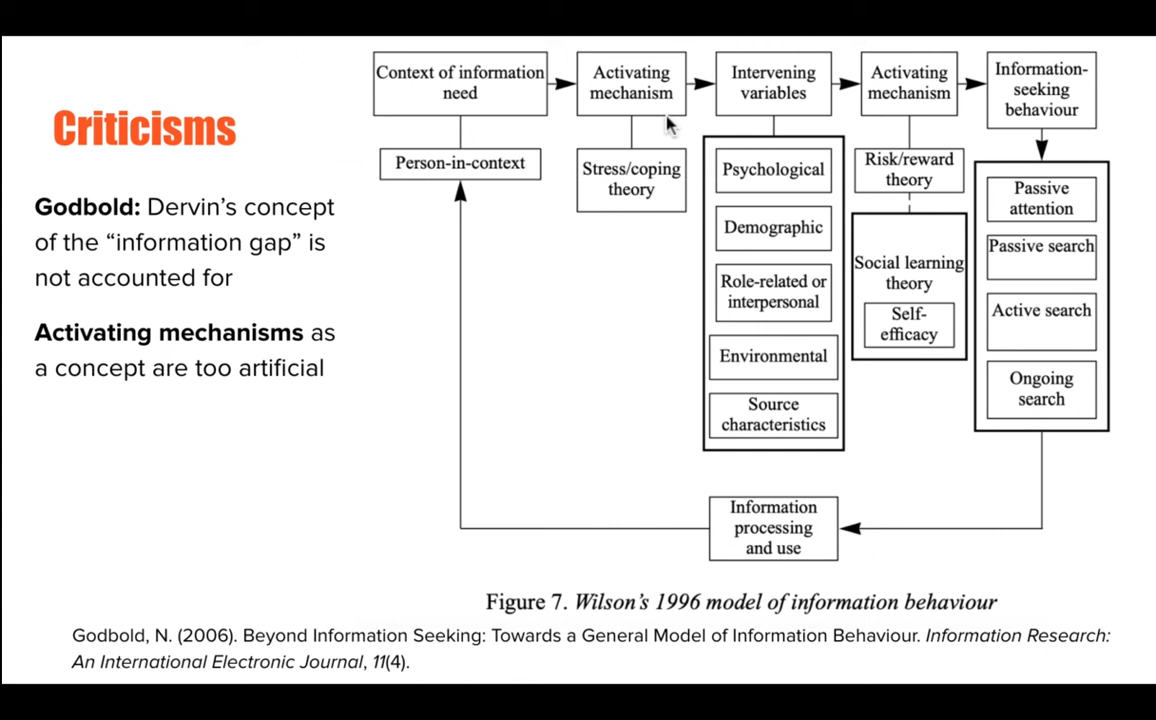 Criticisms
Godbold: Dervin’s concept
of the “information gap” is
not accounted for
Activating mechanisms as
a concept are too artificial
Context of information
need
Activating
mechanism
Intervening
variables
Activating
mechanism
Information-
seeking
behaviour
Person-in-context
Stress/coping
theory
Psychological
Demographic
Role-related or
interpersonal
Environmental
Source
characteristics
Risk/reward
theory
Social learning
theory
Self-
efficacy
Passive
attention
Passive search
Active search
Ongoing
search
Information
processing
and use
Figure 7. Wilson’s 1996 model of information behaviour
Godbold, N. (2006). Beyond Information Seeking: Towards a General Model of Information Behaviour. Information Research:
An International Electronic Journal, 11(4).